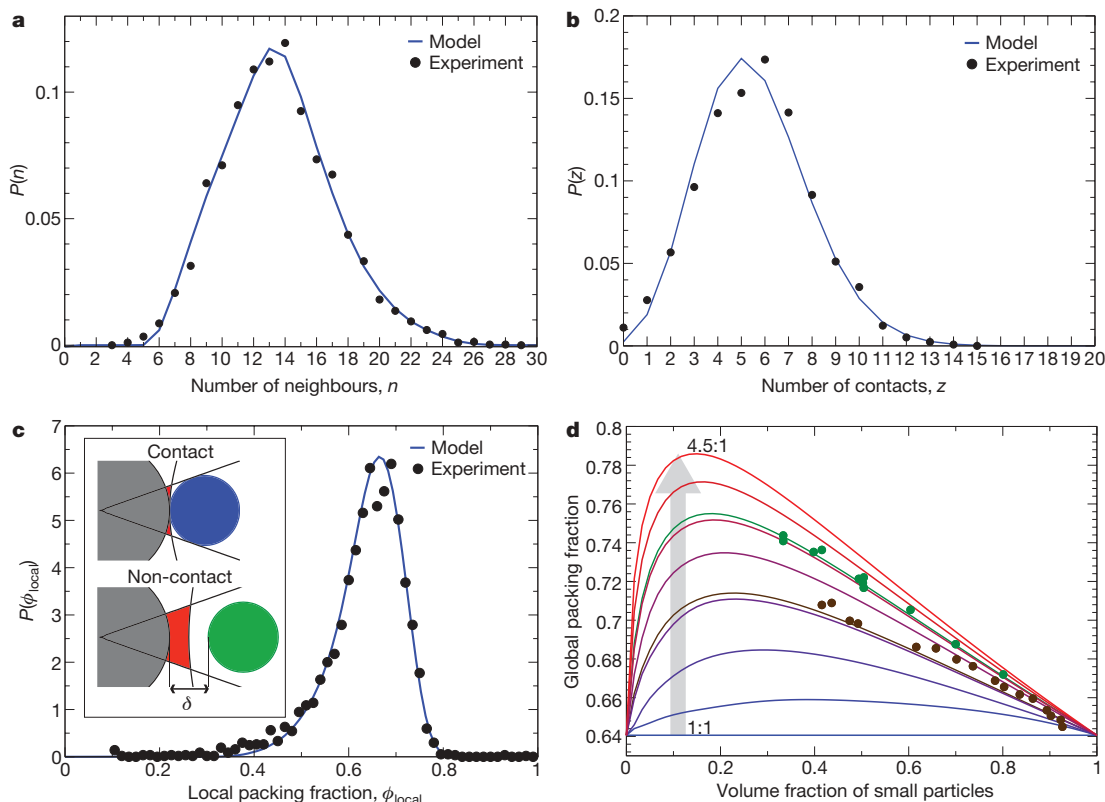 a
0.1
0.05
0
P(n)
Model
Experiment
0 2 4 6 8 10 12 14 16 18 20 22 24 26 28 30
Number of neighbours, n
b
0.2
0.15
0.1
0.05
0
P(z)
Model
Experiment
0 1 2 3 4 5 6 7 8 9 10 11 12 13 14 15 16 17 18 19 20
Number of contacts, z
c
7
6
5
4
3
2
1
0
P(ϕlocal)
Contact
Non-contact
δ
Model
Experiment
0 0.2 0.4 0.6 0.8 1
Local packing fraction, ϕlocal
d
0.8
0.78
0.76
0.74
0.72
0.7
0.68
0.66
0.64
Global packing fraction
4.5:1
1:1
0 0.2 0.4 0.6 0.8 1
Volume fraction of small particles